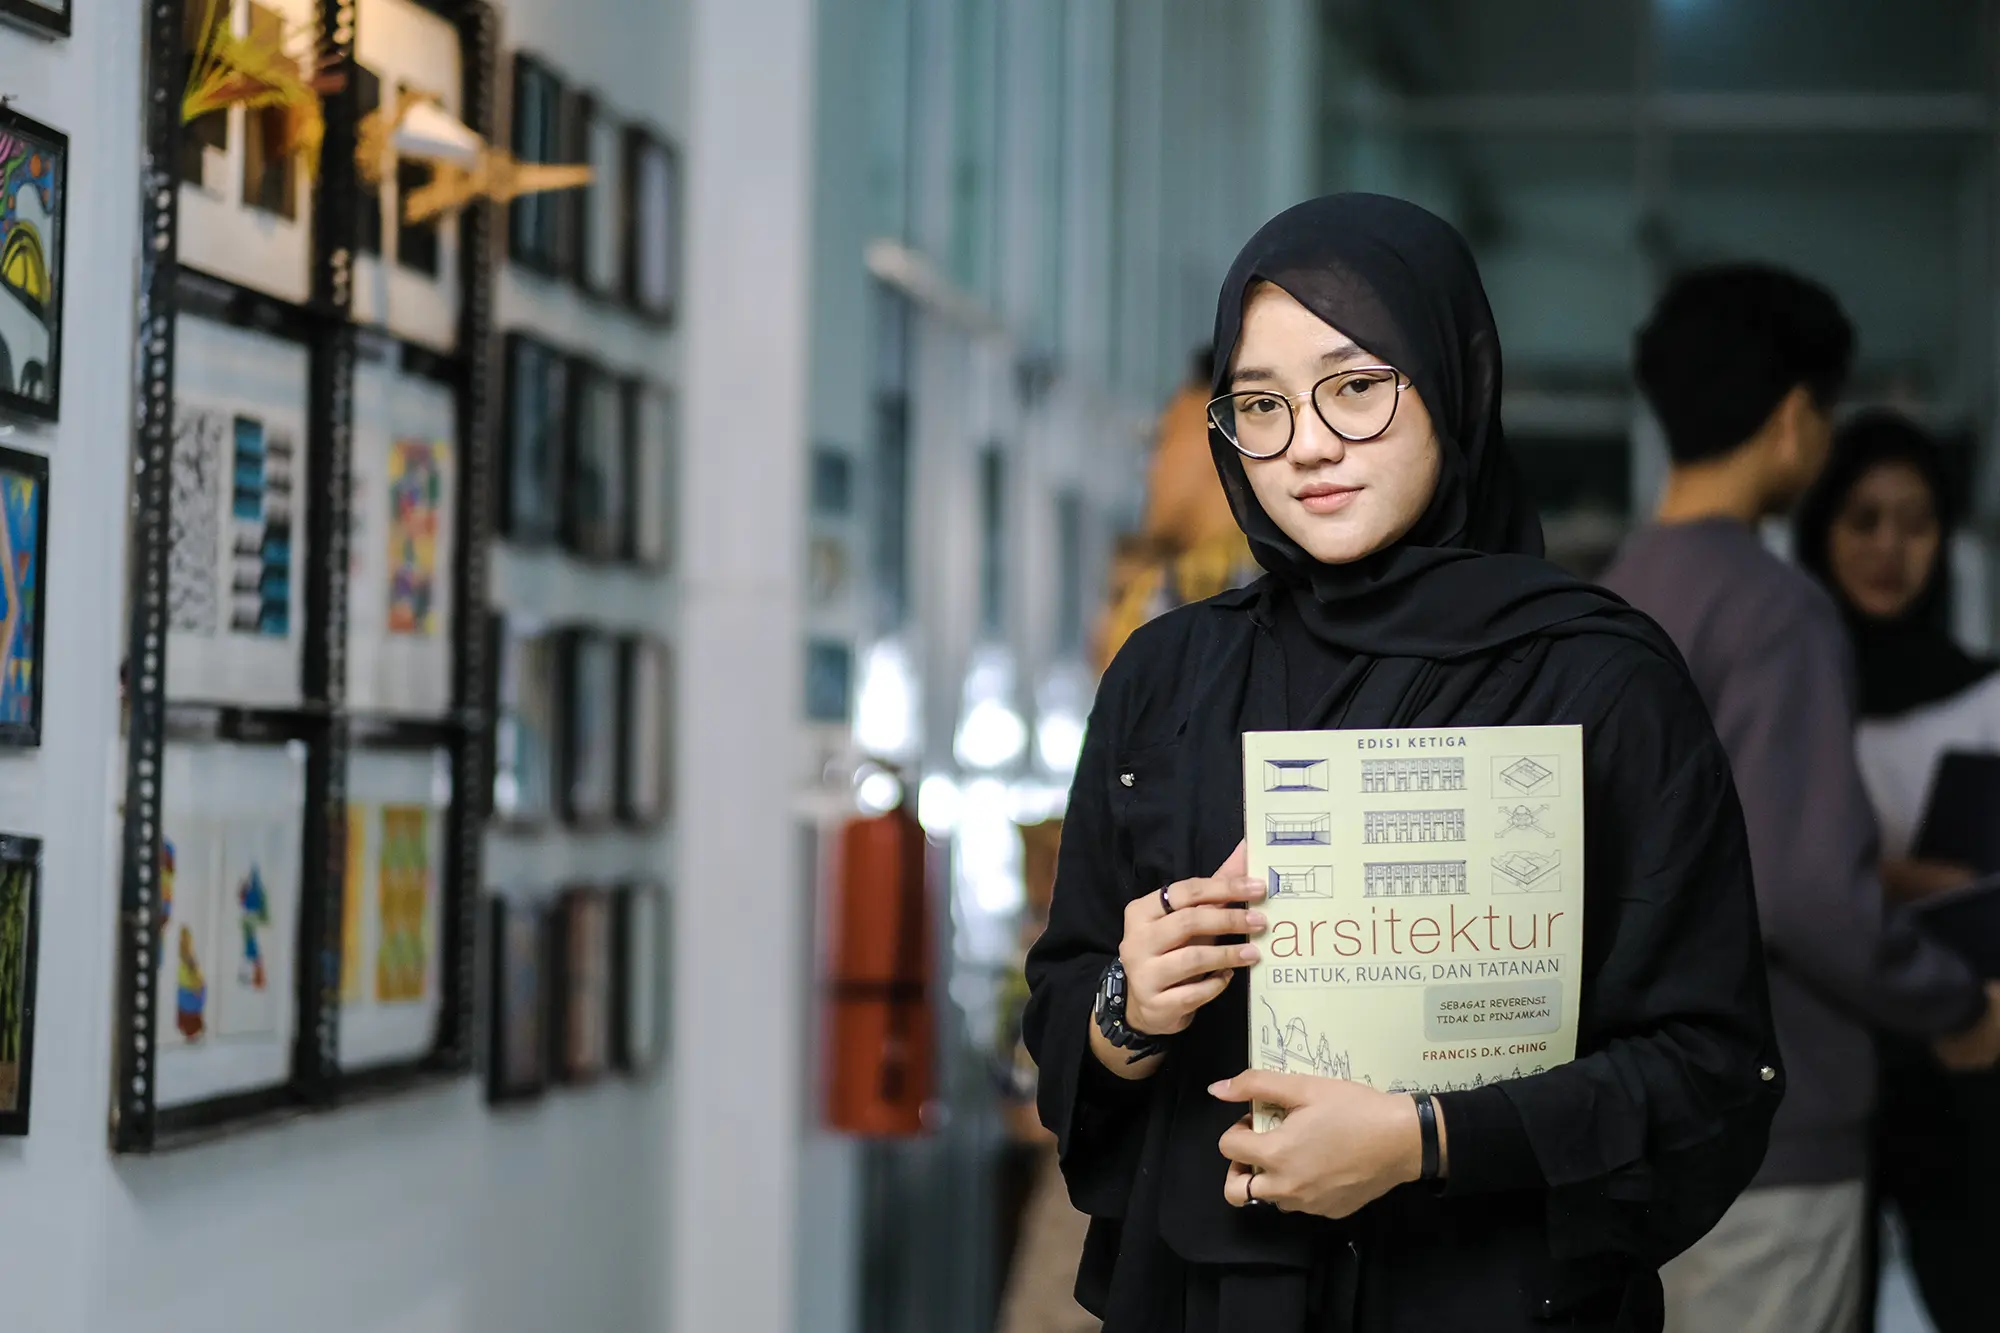 EDISI KETIGA
arsitektur
BENTUK, RUANG, DAN TATANAN
SEBAGAI REVERENSI
TIDAK DI PINJAMKAN
FRANCIS D.K. CHING